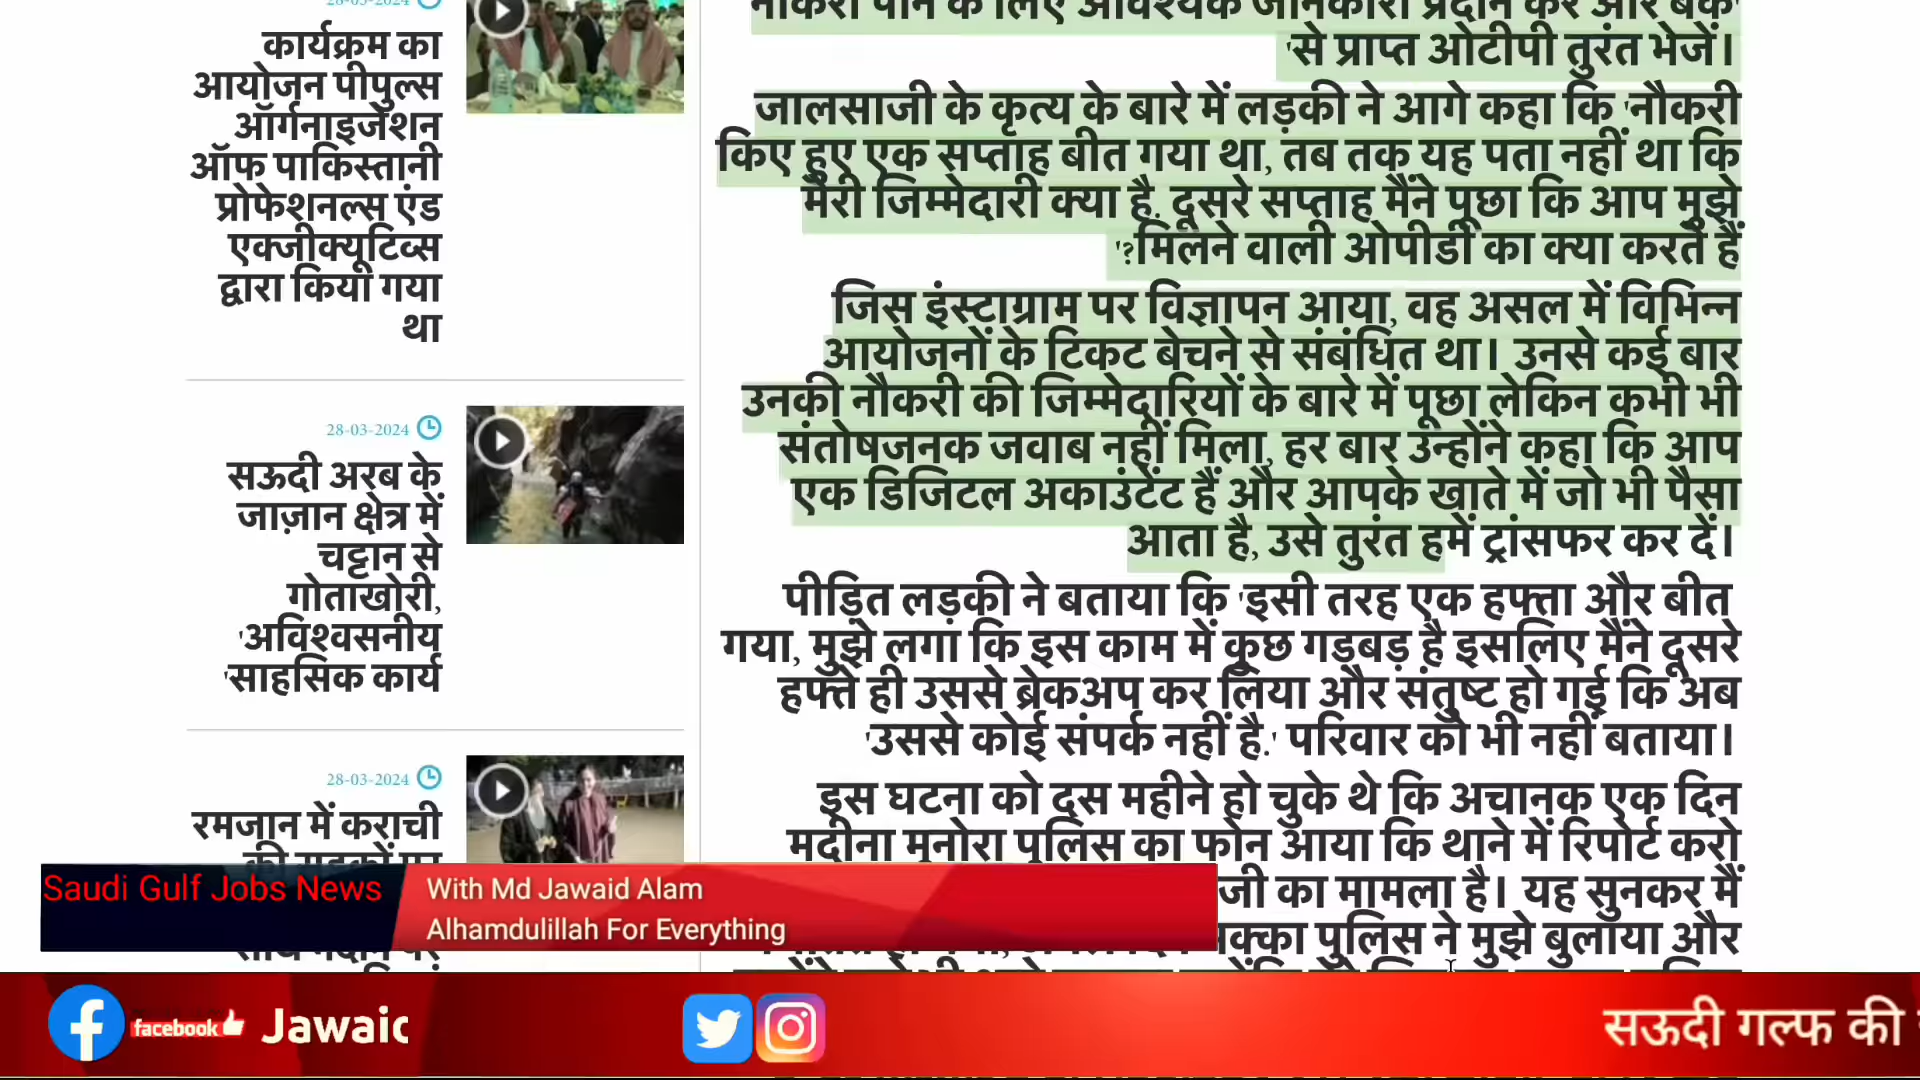 28-03-2024
कार्यक्रम का
आयोजन पीपुल्स
ऑर्गनाइजेशन
ऑफ पाकिस्तानी
प्रोफेशनल्स एंड
एक्जीक्यूटिव्स
द्वारा किया गया
था
28-03-2024
सऊदी अरब के
जाज़ान क्षेत्र में
चट्टान से
गोताखोरी,
'अविश्वसनीय
'साहसिक कार्य
28-03-2024
रमजान में कराची
नौकरी पाने के लिए आवश्यक जानकारी प्रदान करें और बैंक'
'से प्राप्त ओटीपी तुरंत भेजें।
जालसाजी के कृत्य के बारे में लड़की ने आगे कहा कि 'नौकरी
किए हुए एक सप्ताह बीत गया था, तब तक यह पता नहीं था कि
मेरी जिम्मेदारी क्या है. दूसरे सप्ताह मैंने पूछा कि आप मुझे
'?मिलने वाली ओपीडी का क्या करते हैं
जिस इंस्टाग्राम पर विज्ञापन आया, वह असल में विभिन्न
आयोजनों के टिकट बेचने से संबंधित था। उनसे कई बार
उनकी नौकरी की जिम्मेदारियों के बारे में पूछा लेकिन कभी भी
संतोषजनक जवाब नहीं मिला, हर बार उन्होंने कहा कि आप
एक डिजिटल अकाउंटेंट हैं और आपके खाते में जो भी पैसा
आता है, उसे तुरंत हमें ट्रांसफर कर दें।
पीड़ित लड़की ने बताया कि 'इसी तरह एक हफ्ता और बीत
गया, मुझे लगा कि इस काम में कुछ गड़बड़ है इसलिए मैंने दूसरे
हफ्ते ही उससे ब्रेकअप कर लिया और संतुष्ट हो गई कि अब
'उससे कोई संपर्क नहीं है.' परिवार को भी नहीं बताया।
इस घटना को दस महीने हो चुके थे कि अचानक एक दिन
मदीना मुनोरा पुलिस का फोन आया कि थाने में रिपोर्ट करो
जी का मामला है। यह सुनकर मैं
मक्का पुलिस ने मुझे बुलाया और
Saudi Gulf Jobs News
With Md Jawaid Alam
Alhamdulillah For Everything
facebook
Jawaic
सऊदी गल्फ की